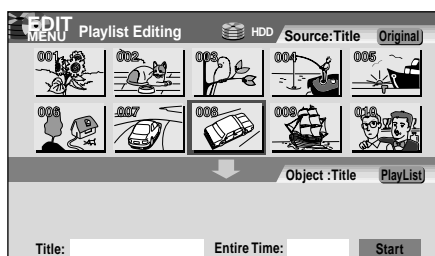 EDIT
MENU Playlist Editing HDD Source:Title Original
001 002 003 004 005
006 007 008 009 010
Object :Title PlayList
Title: Entire Time: Start